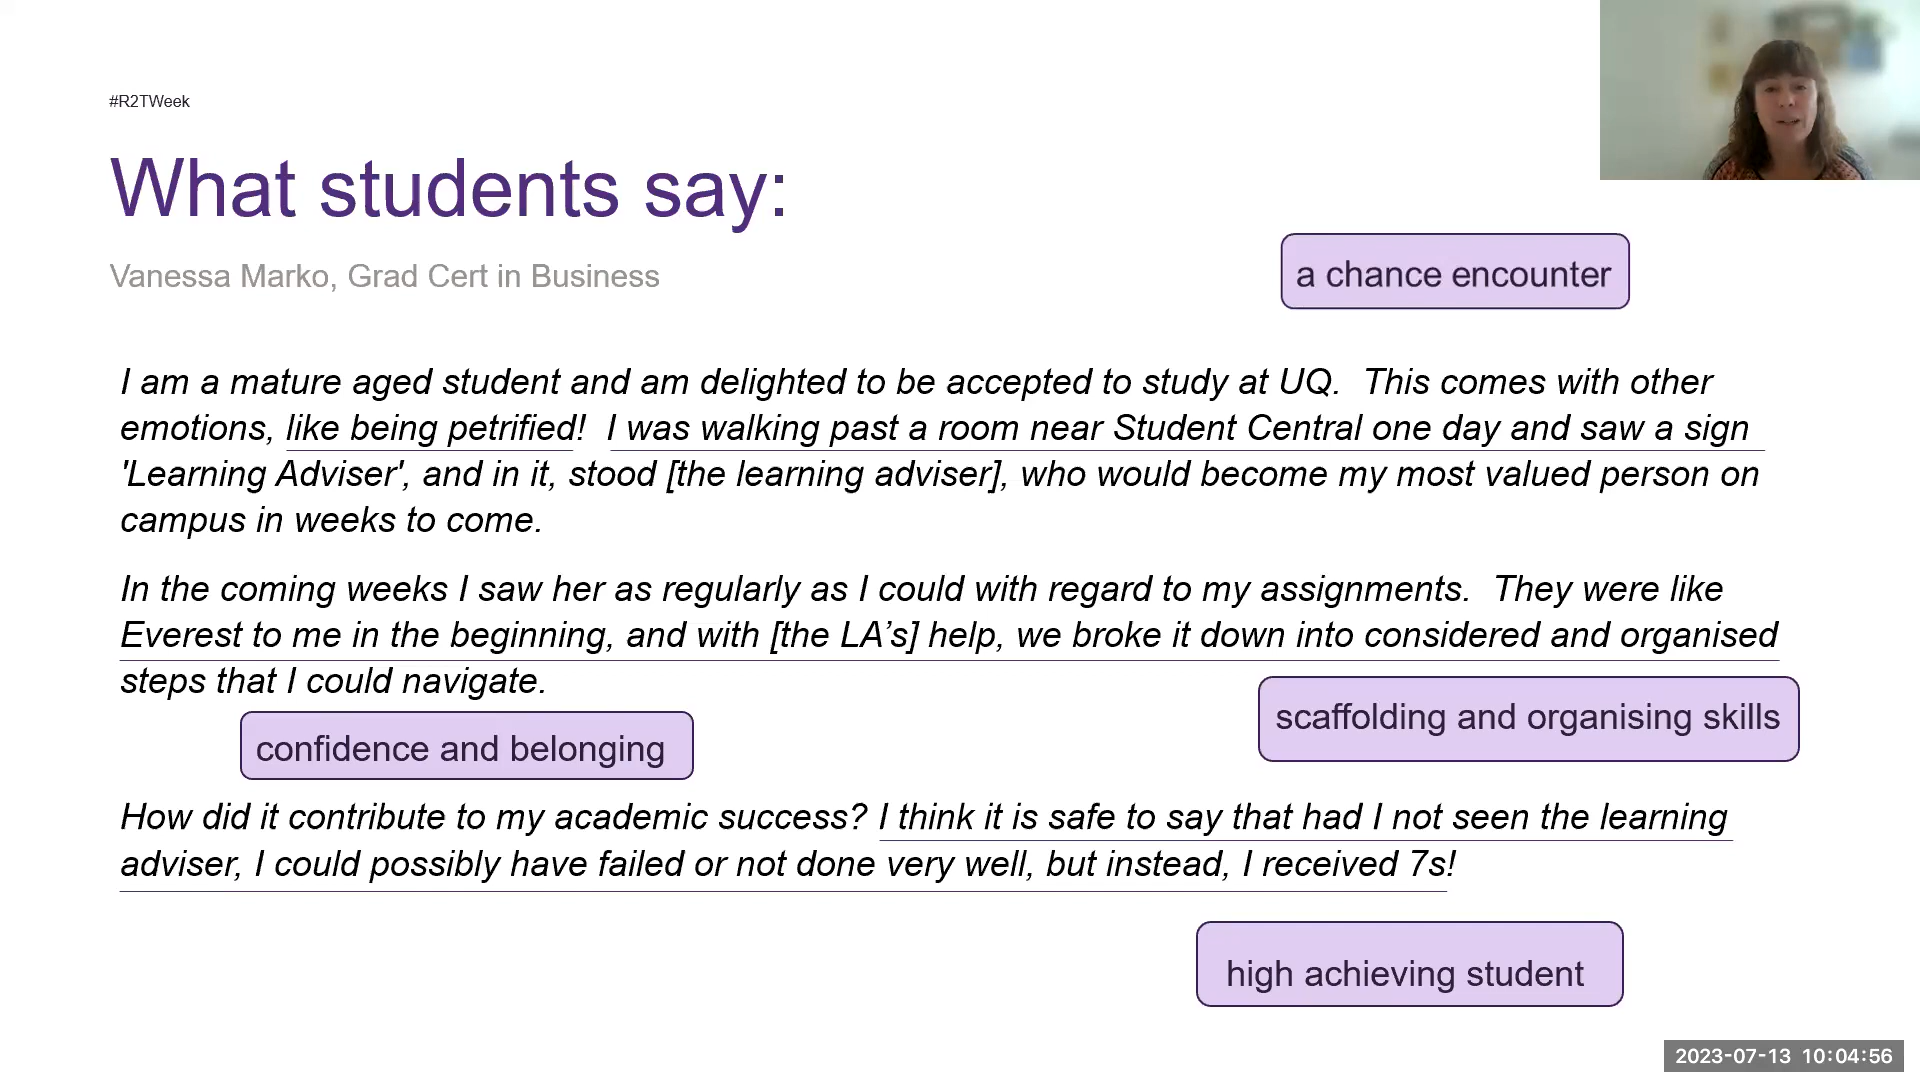 #R2TWeek
What students say:
Vanessa Marko, Grad Cert in Business
a chance encounter
I am a mature aged student and am delighted to be accepted to study at UQ.  This comes with other
emotions, like being petrified!  I was walking past a room near Student Central one day and saw a sign
'Learning Adviser', and in it, stood [the learning adviser], who would become my most valued person on
campus in weeks to come.
In the coming weeks I saw her as regularly as I could with regard to my assignments.  They were like
Everest to me in the beginning, and with [the LA’s] help, we broke it down into considered and organised
steps that I could navigate.
scaffolding and organising skills
confidence and belonging
How did it contribute to my academic success? I think it is safe to say that had I not seen the learning
adviser, I could possibly have failed or not done very well, but instead, I received 7s!
high achieving student
2023-07-13 10:04:56